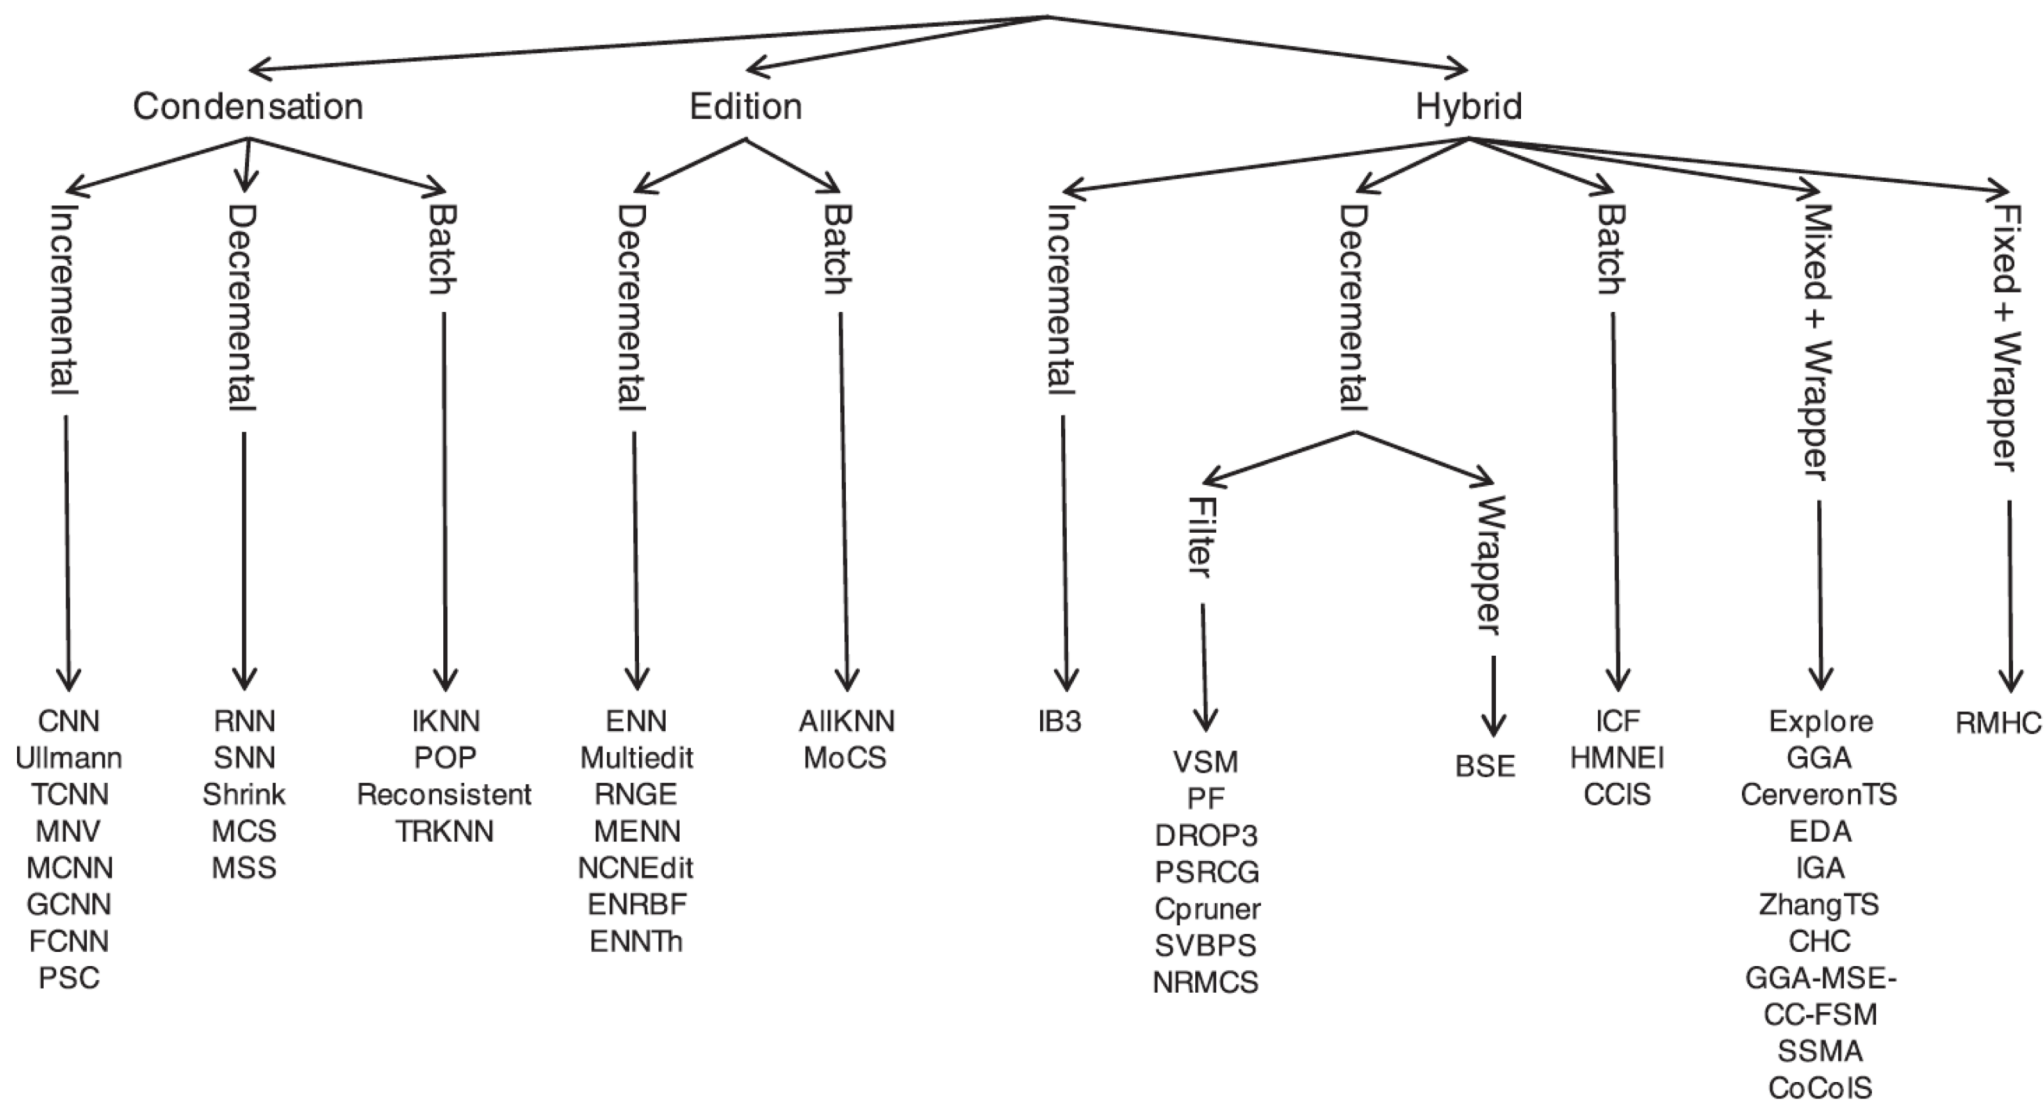 Condensation
Edition
Hybrid
Incremental
Decremental
Batch
Decremental
Batch
Incremental
Decremental
Batch
Mixed + Wrapper
Fixed + Wrapper
Filter
Wrapper
CNN
Ullmann
TCNN
MNV
MCNN
GCNN
FCNN
PSC
RNN
SNN
Shrink
MCS
MSS
IKNN
POP
Reconsistent
TRKNN
ENN
Multiedit
RNGE
MENN
NCNEdit
ENRBF
ENNTh
AllKNN
MoCS
IB3
VSM
PF
DROP3
PSRCG
Cpruner
SVBPS
NRMCS
BSE
ICF
HMNEI
CCIS
Explore
GGA
CerveronTS
EDA
IGA
ZhangTS
CHC
GGA-MSE-
CC-FSM
SSMA
CoCoIS
RMHC